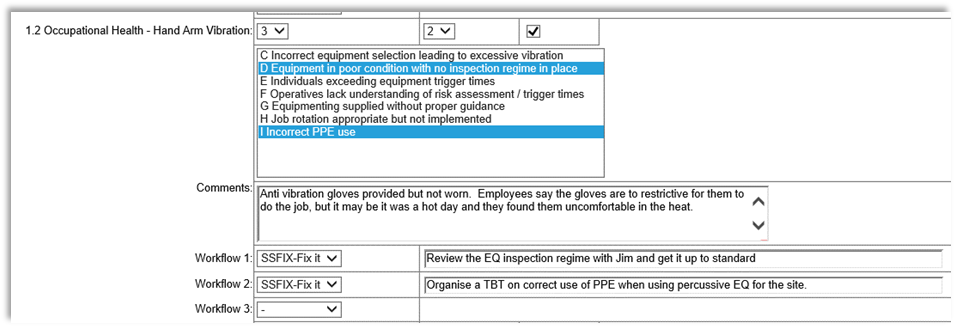 1.2 Occupational Health - Hand Arm Vibration: 3 2
C Incorrect equipment selection leading to excessive vibration
D Equipment in poor condition with no inspection regime in place
E Individuals exceeding equipment trigger times
F Operatives lack understanding of risk assessment / trigger times
G Equipmenting supplied without proper guidance
H Job rotation appropriate but not implemented
I Incorrect PPE use
Comments: Anti vibration gloves provided but not worn. Employees say the gloves are to restrictive for them to
do the job, but it may be it was a hot day and they found them uncomfortable in the heat.
Workflow 1: SSFIX-Fix it Review the EQ inspection regime with Jim and get it up to standard
Workflow 2: SSFIX-Fix it Organise a TBT on correct use of PPE when using percussive EQ for the site.
Workflow 3: -